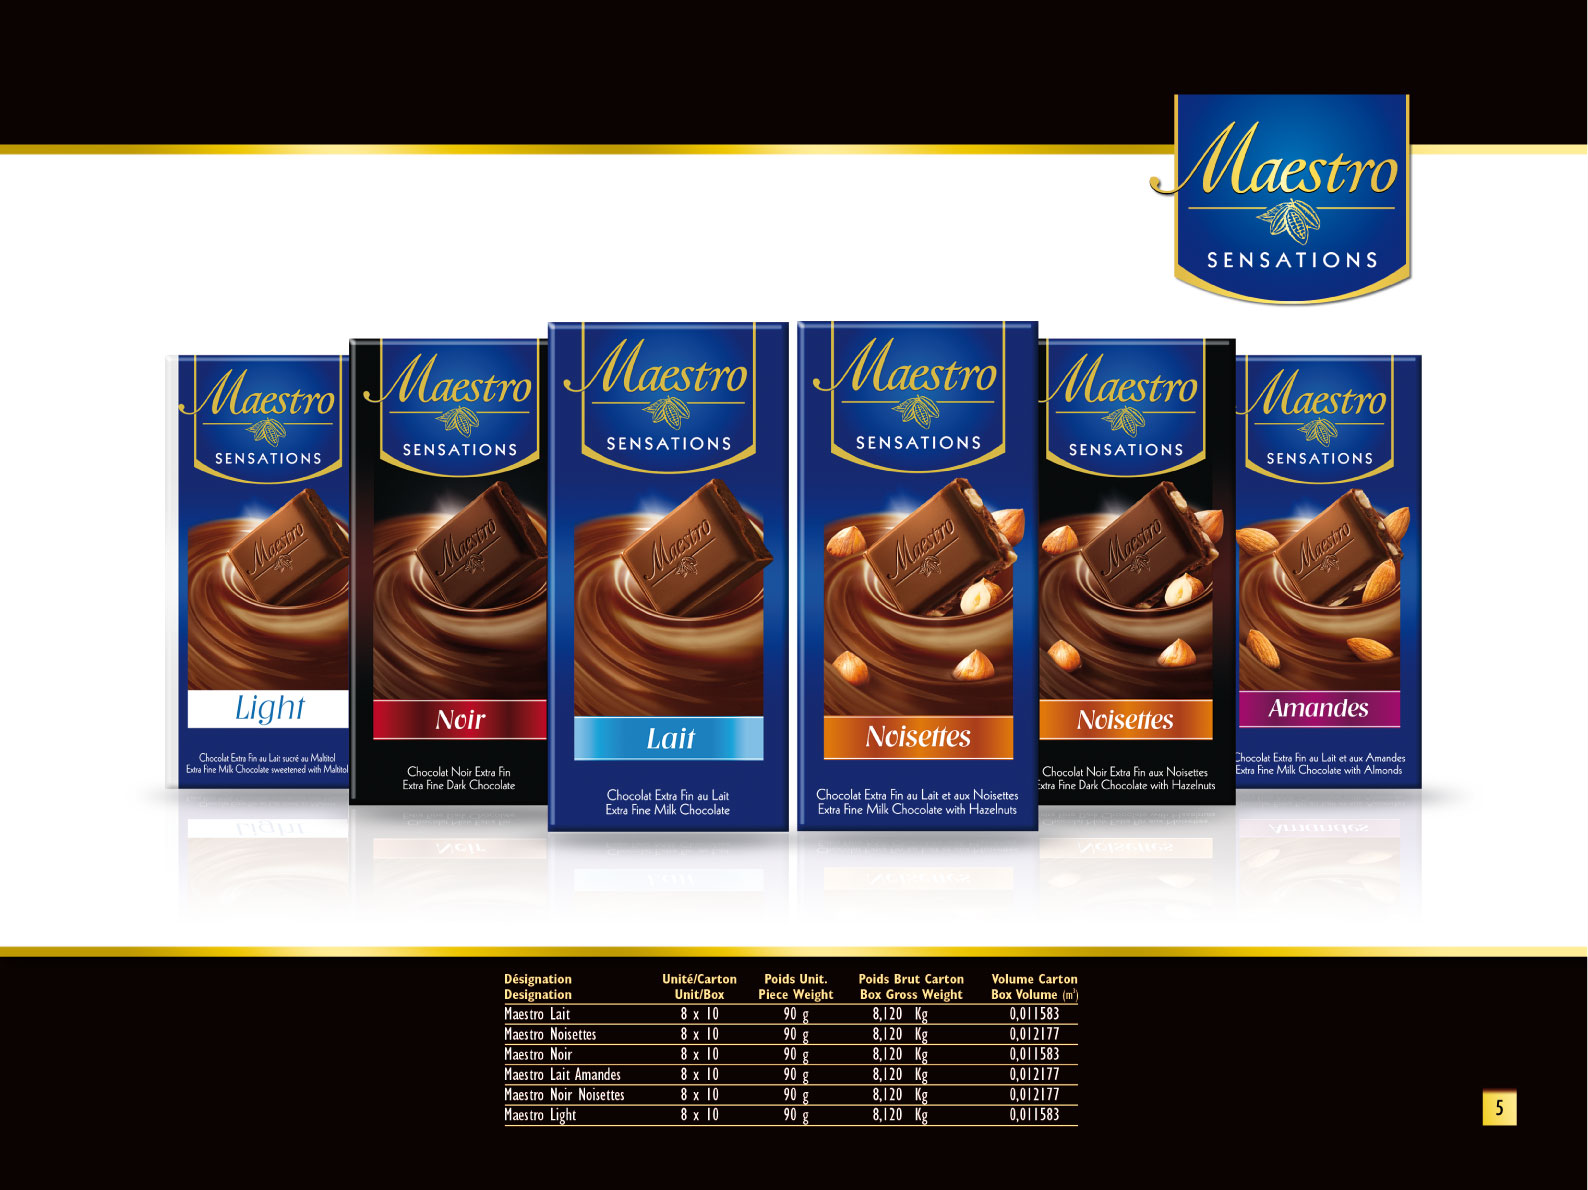 Maestro
SENSATIONS
Maestro
SENSATIONS
Maestro
Light
Chocolat Extra Fin au Lait sucré au Maltitol
Extra Fine Milk Chocolate sweetened with Maltitol
Maestro
SENSATIONS
Maestro
Noir
Chocolat Noir Extra Fin
Extra Fine Dark Chocolate
Maestro
SENSATIONS
Maestro
Lait
Chocolat Extra Fin au Lait
Extra Fine Milk Chocolate
Maestro
SENSATIONS
Maestro
Noisettes
Chocolat Extra Fin au Lait et aux Noisettes
Extra Fine Milk Chocolate with Hazelnuts
Maestro
SENSATIONS
Maestro
Noisettes
Chocolat Noir Extra Fin aux Noisettes
Extra Fine Dark Chocolate with Hazelnuts
Maestro
SENSATIONS
Maestro
Amandes
Chocolat Extra Fin au Lait et aux Amandes
Extra Fine Milk Chocolate with Almonds
Désignation Unité/Carton Poids Unit. Poids Brut Carton Volume Carton
Designation Unit/Box Piece Weight Box Gross Weight Box Volume (m³)
Maestro Lait 8 x 10 90 g 8,120 Kg 0,011583
Maestro Noisettes 8 x 10 90 g 8,120 Kg 0,012177
Maestro Noir 8 x 10 90 g 8,120 Kg 0,011583
Maestro Lait Amandes 8 x 10 90 g 8,120 Kg 0,012177
Maestro Noir Noisettes 8 x 10 90 g 8,120 Kg 0,012177
Maestro Light 8 x 10 90 g 8,120 Kg 0,011583
5